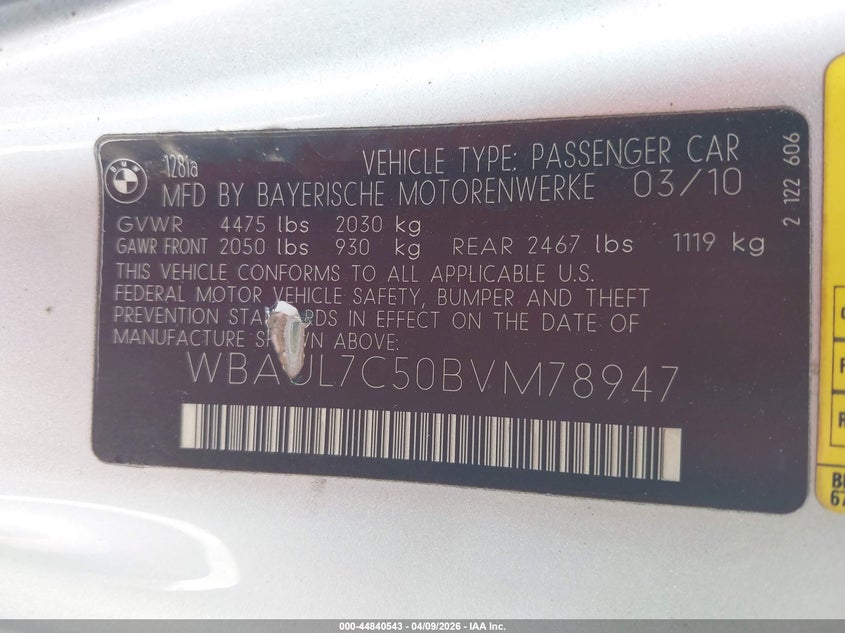 128ia VEHICLE TYPE: PASSENGER CAR
MFD BY BAYERISCHE MOTORENWERKE 03/10
GVWR 4475 lbs 2030 kg
GAWR FRONT 2050 lbs 930 kg REAR 2467 lbs 1119 kg
THIS VEHICLE CONFORMS TO ALL APPLICABLE U.S.
FEDERAL MOTOR VEHICLE SAFETY, BUMPER AND THEFT
PREVENTION STANDARDS IN EFFECT ON THE DATE OF
MANUFACTURE SHOWN ABOVE:
WBAUL7C50BVM78947
2 122 606
000-44840543 - 04/09/2026 - IAA Inc.